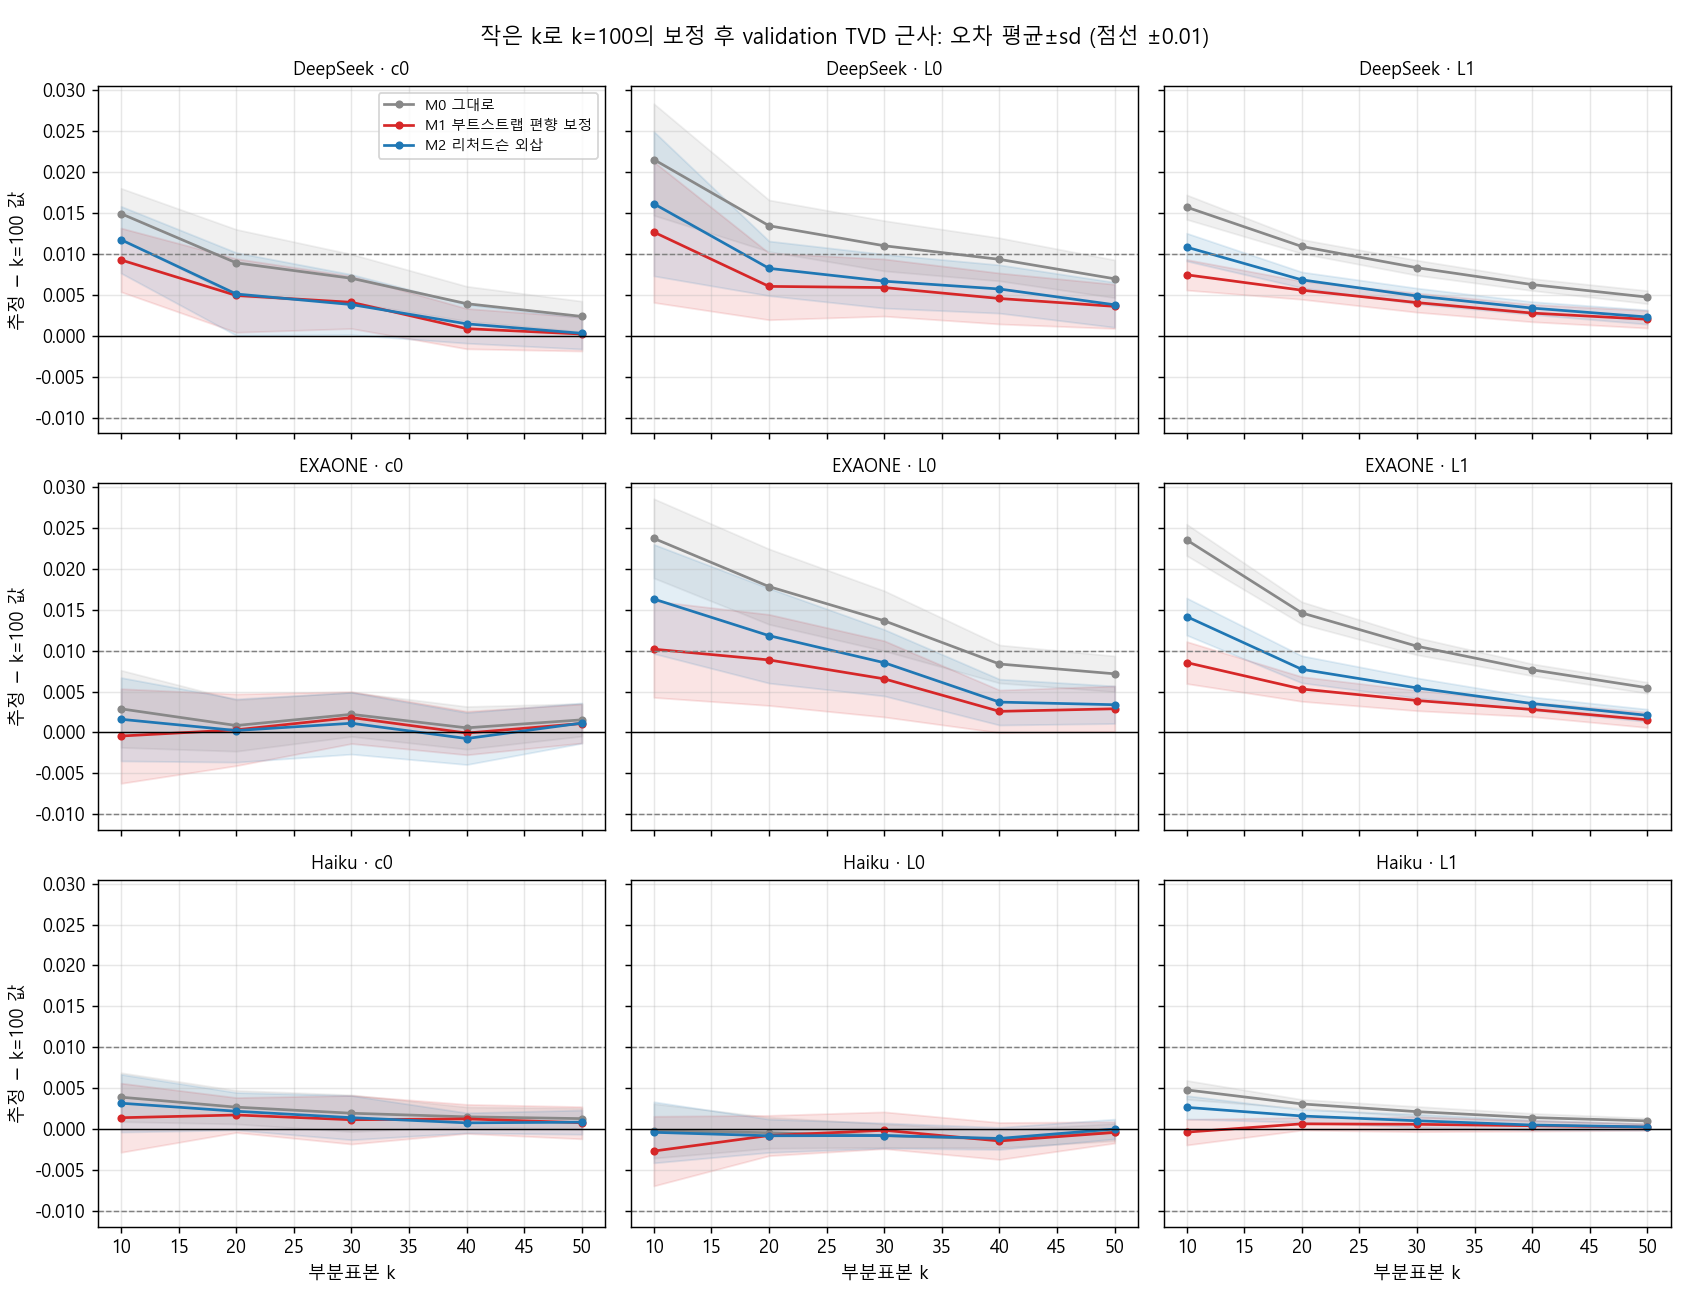 작은 k로 k=100의 보정 후 validation TVD 근사: 오차 평균±sd (점선 ±0.01)
DeepSeek · c0
DeepSeek · L0
DeepSeek · L1
M0 그대로
M1 부트스트랩 편향 보정
M2 리처드슨 외삽
추정 − k=100 값
0.030
0.025
0.020
0.015
0.010
0.005
0.000
-0.005
-0.010
EXAONE · c0
EXAONE · L0
EXAONE · L1
추정 − k=100 값
0.030
0.025
0.020
0.015
0.010
0.005
0.000
-0.005
-0.010
Haiku · c0
Haiku · L0
Haiku · L1
추정 − k=100 값
0.030
0.025
0.020
0.015
0.010
0.005
0.000
-0.005
-0.010
10 15 20 25 30 35 40 45 50
10 15 20 25 30 35 40 45 50
10 15 20 25 30 35 40 45 50
부분표본 k
부분표본 k
부분표본 k